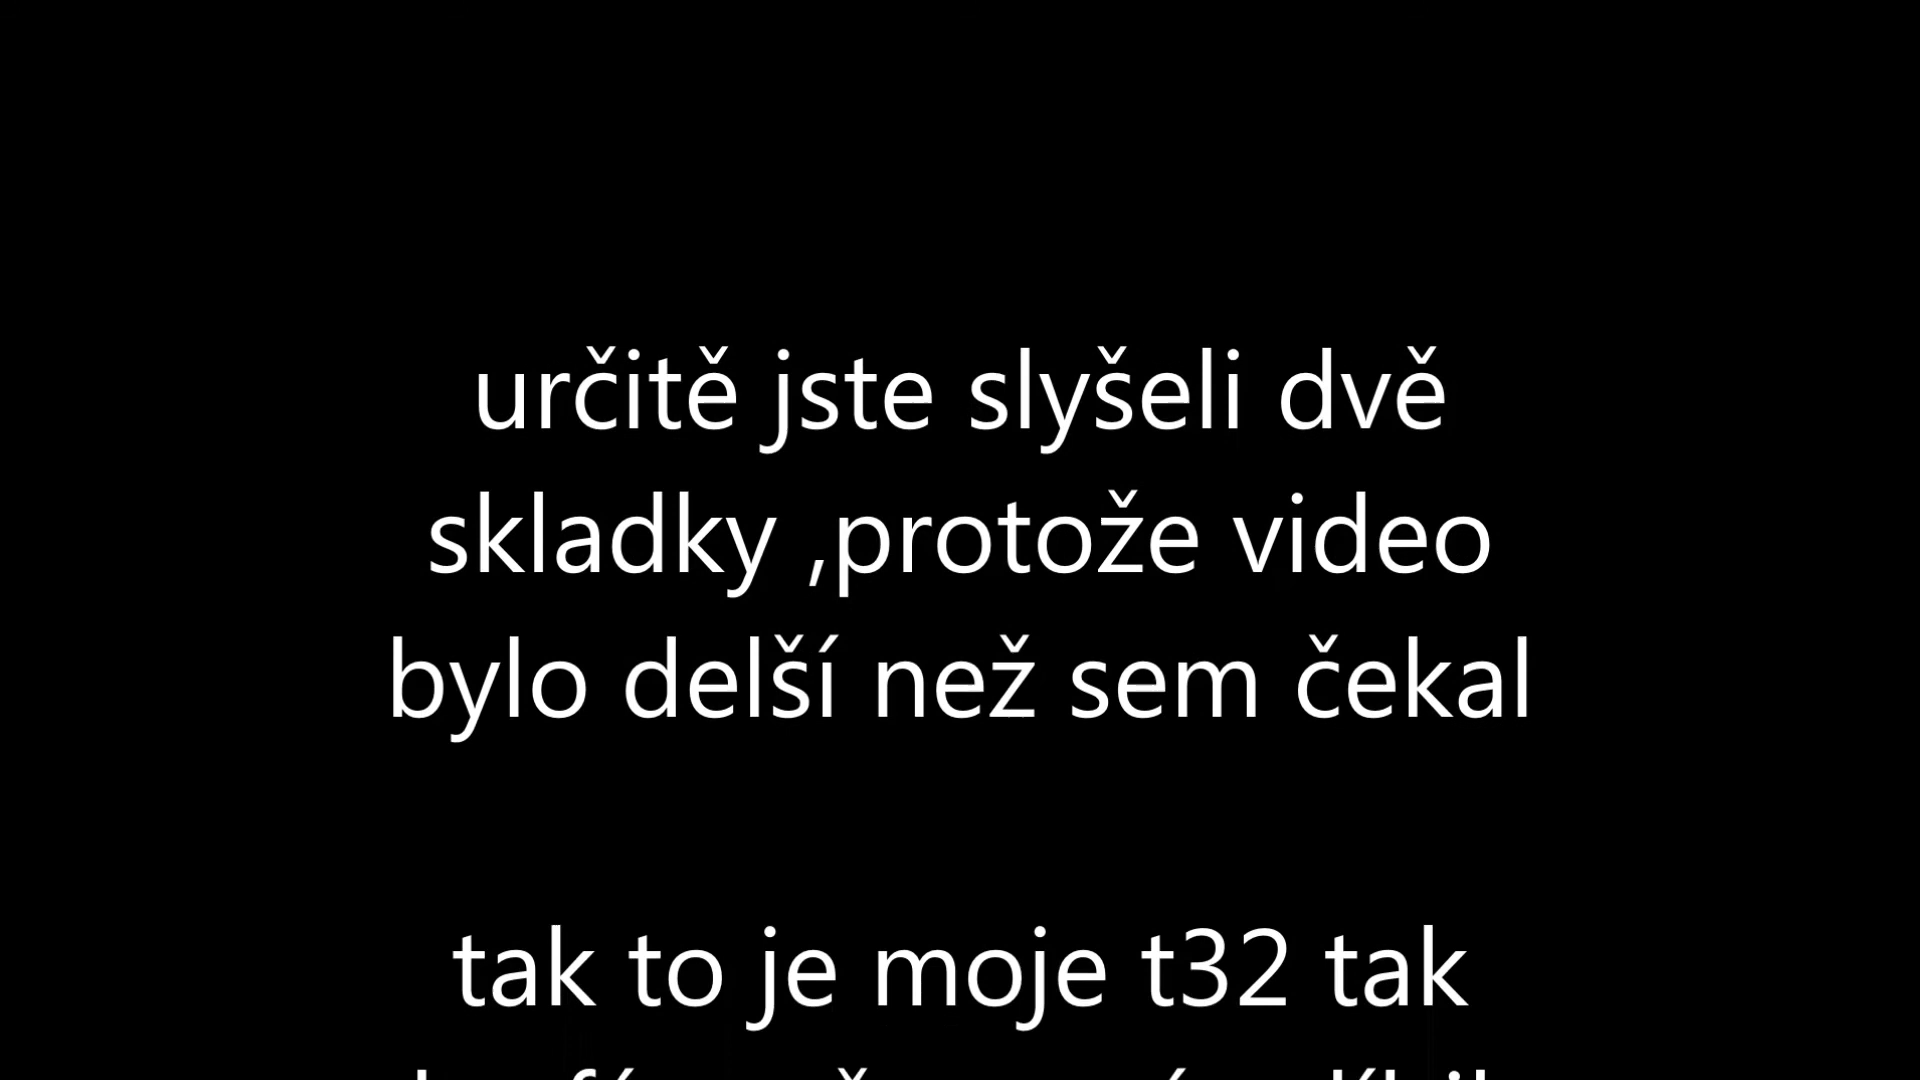 určitě jste slyšeli dvě
skladky ,protože video
bylo delší než sem čekal
tak to je moje t32 tak